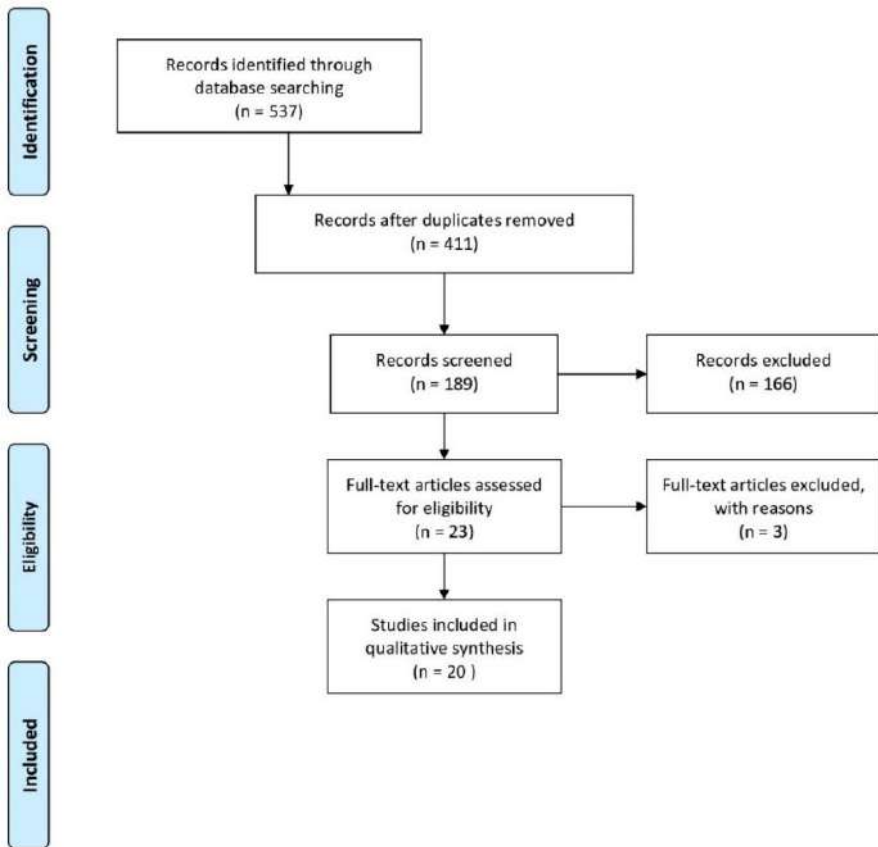 Identification
Records identified through
database searching
(n = 537)
Records after duplicates removed
(n = 411)
Screening
Records screened
(n = 189)
Records excluded
(n = 166)
Eligibility
Full-text articles assessed
for eligibility
(n = 23)
Full-text articles excluded,
with reasons
(n = 3)
Studies included in
qualitative synthesis
(n = 20 )
Included